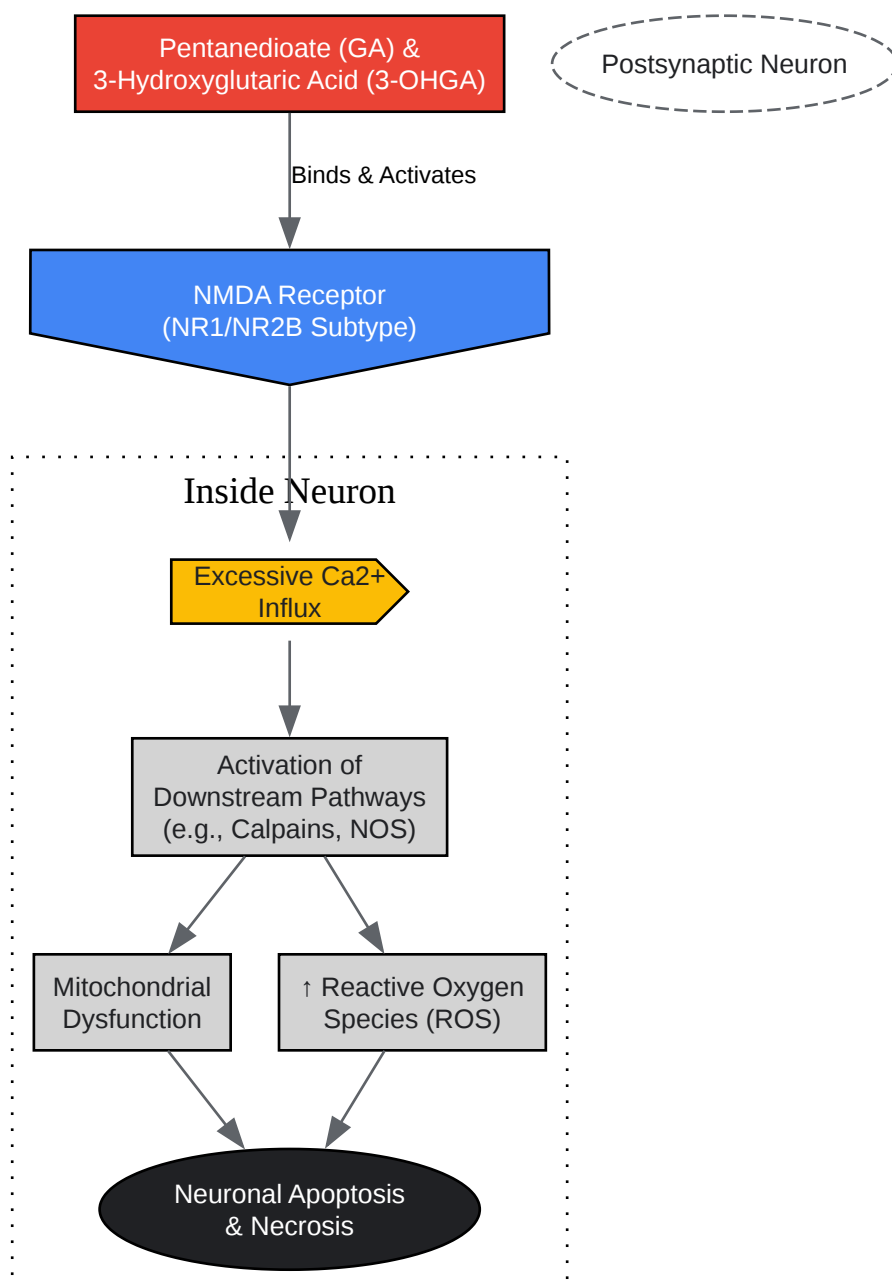 Pentanedioate (GA) &
3-Hydroxyglutaric Acid (3-OHGA)
Postsynaptic Neuron
Binds & Activates
NMDA Receptor
(NR1/NR2B Subtype)
Inside Neuron
Excessive Ca2+
Influx
Activation of
Downstream Pathways
(e.g., Calpains, NOS)
Mitochondrial
Dysfunction
↑ Reactive Oxygen
Species (ROS)
Neuronal Apoptosis
& Necrosis